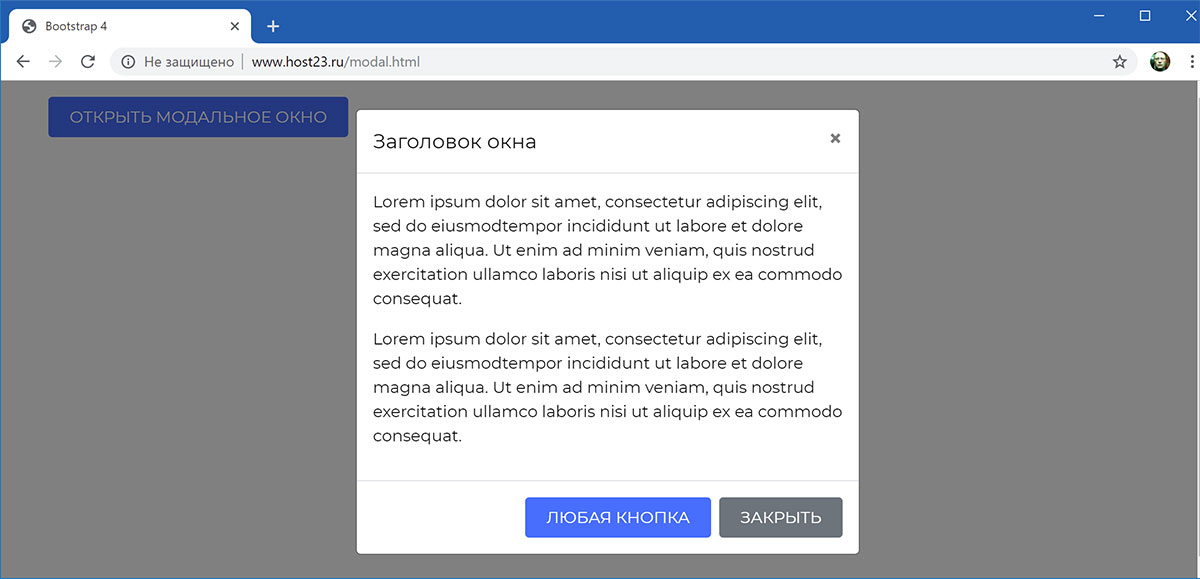 Bootstrap 4
Не защищено | www.host23.ru/modal.html
ОТКРЫТЬ МОДАЛЬНОЕ ОКНО
Заголовок окна
Lorem ipsum dolor sit amet, consectetur adipiscing elit,
sed do eiusmodtempor incididunt ut labore et dolore
magna aliqua. Ut enim ad minim veniam, quis nostrud
exercitation ullamco laboris nisi ut aliquip ex ea commodo
consequat.
Lorem ipsum dolor sit amet, consectetur adipiscing elit,
sed do eiusmodtempor incididunt ut labore et dolore
magna aliqua. Ut enim ad minim veniam, quis nostrud
exercitation ullamco laboris nisi ut aliquip ex ea commodo
consequat.
ЛЮБАЯ КНОПКА ЗАКРЫТЬ